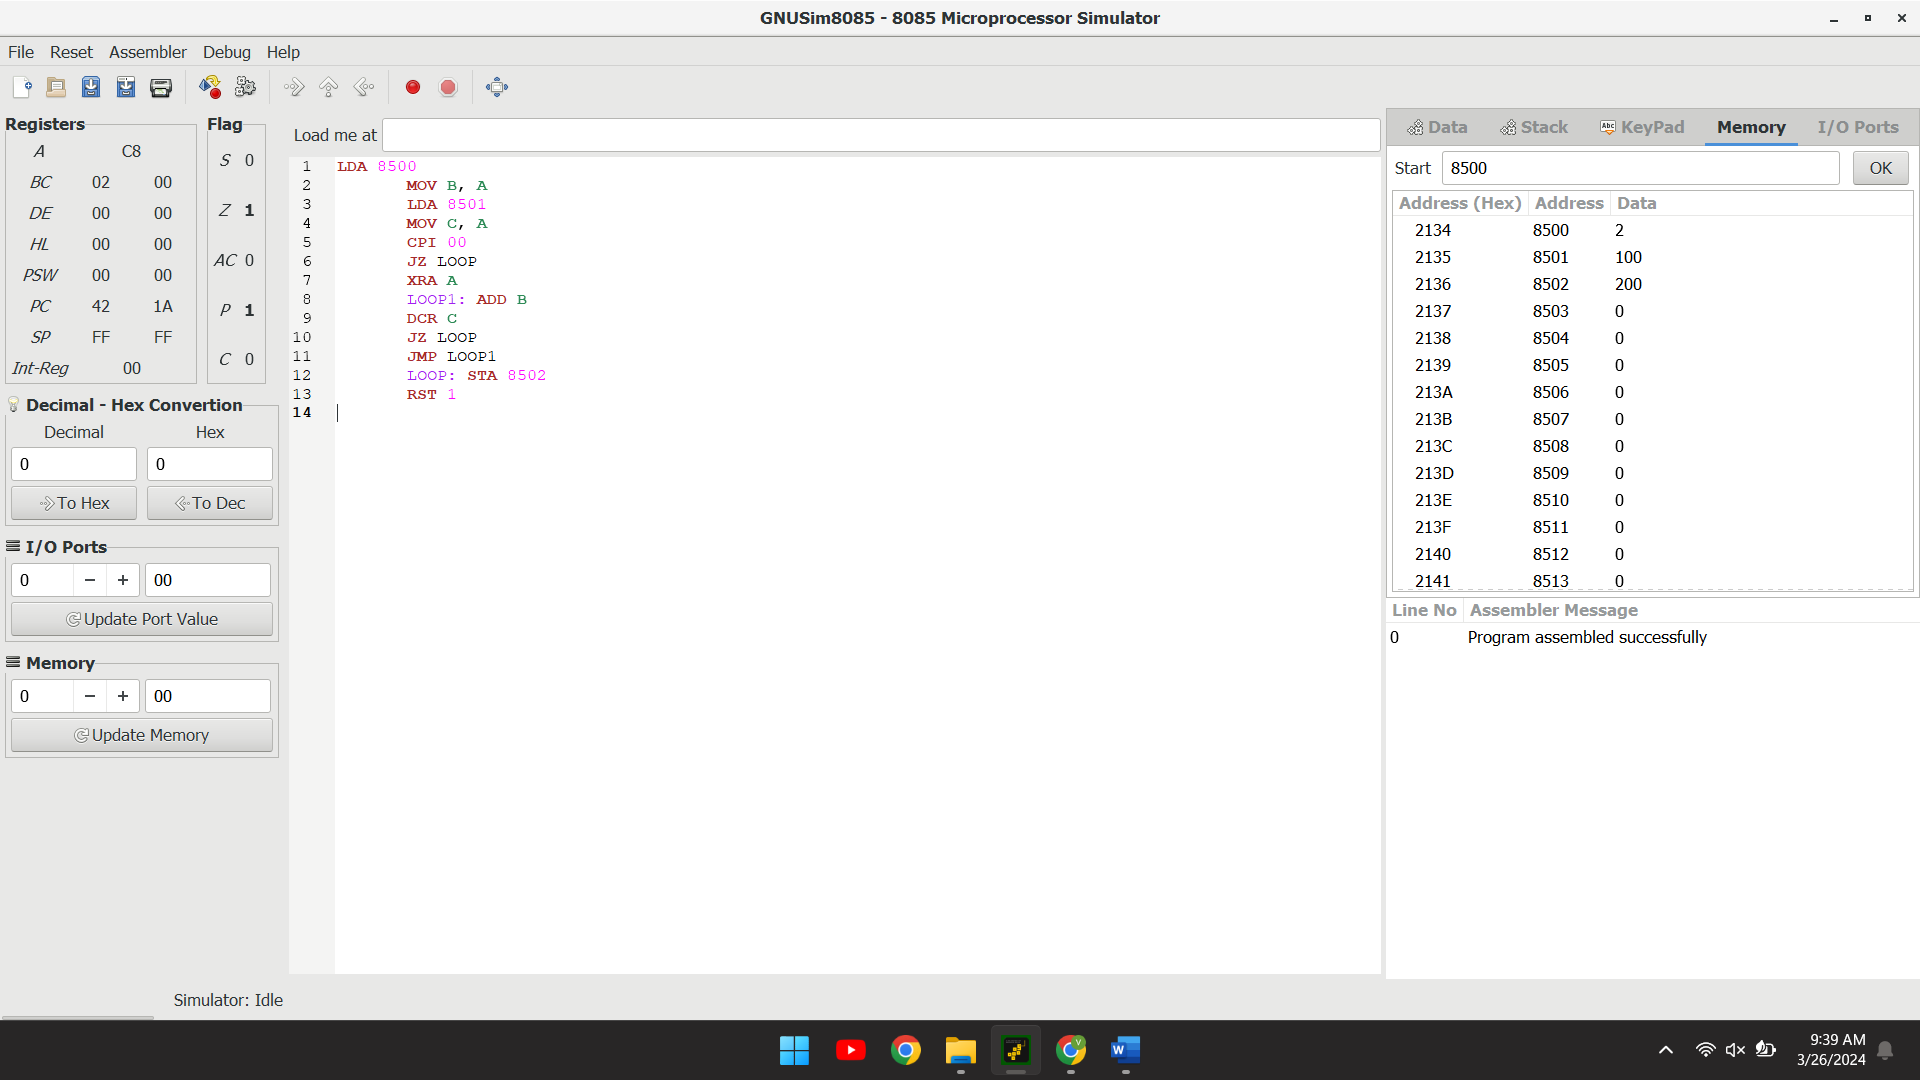 GNUSim8085 - 8085 Microprocessor Simulator
File Reset Assembler Debug Help
Registers
A C8
BC 02 00
DE 00 00
HL 00 00
PSW 00 00
PC 42 1A
SP FF FF
Int-Reg 00
Flag
S 0
Z 1
AC 0
P 1
C 0
Decimal - Hex Convertion
Decimal Hex
0 0
To Hex To Dec
I/O Ports
0 − + 00
Update Port Value
Memory
0 − + 00
Update Memory
Load me at
1 LDA 8500
2 MOV B, A
3 LDA 8501
4 MOV C, A
5 CPI 00
6 JZ LOOP
7 XRA A
8 LOOP1: ADD B
9 DCR C
10 JZ LOOP
11 JMP LOOP1
12 LOOP: STA 8502
13 RST 1
14
Data Stack Abc KeyPad Memory I/O Ports
Start 8500 OK
Address (Hex) Address Data
2134 8500 2
2135 8501 100
2136 8502 200
2137 8503 0
2138 8504 0
2139 8505 0
213A 8506 0
213B 8507 0
213C 8508 0
213D 8509 0
213E 8510 0
213F 8511 0
2140 8512 0
2141 8513 0
Line No Assembler Message
0 Program assembled successfully
Simulator: Idle
V
W
9:39 AM
3/26/2024